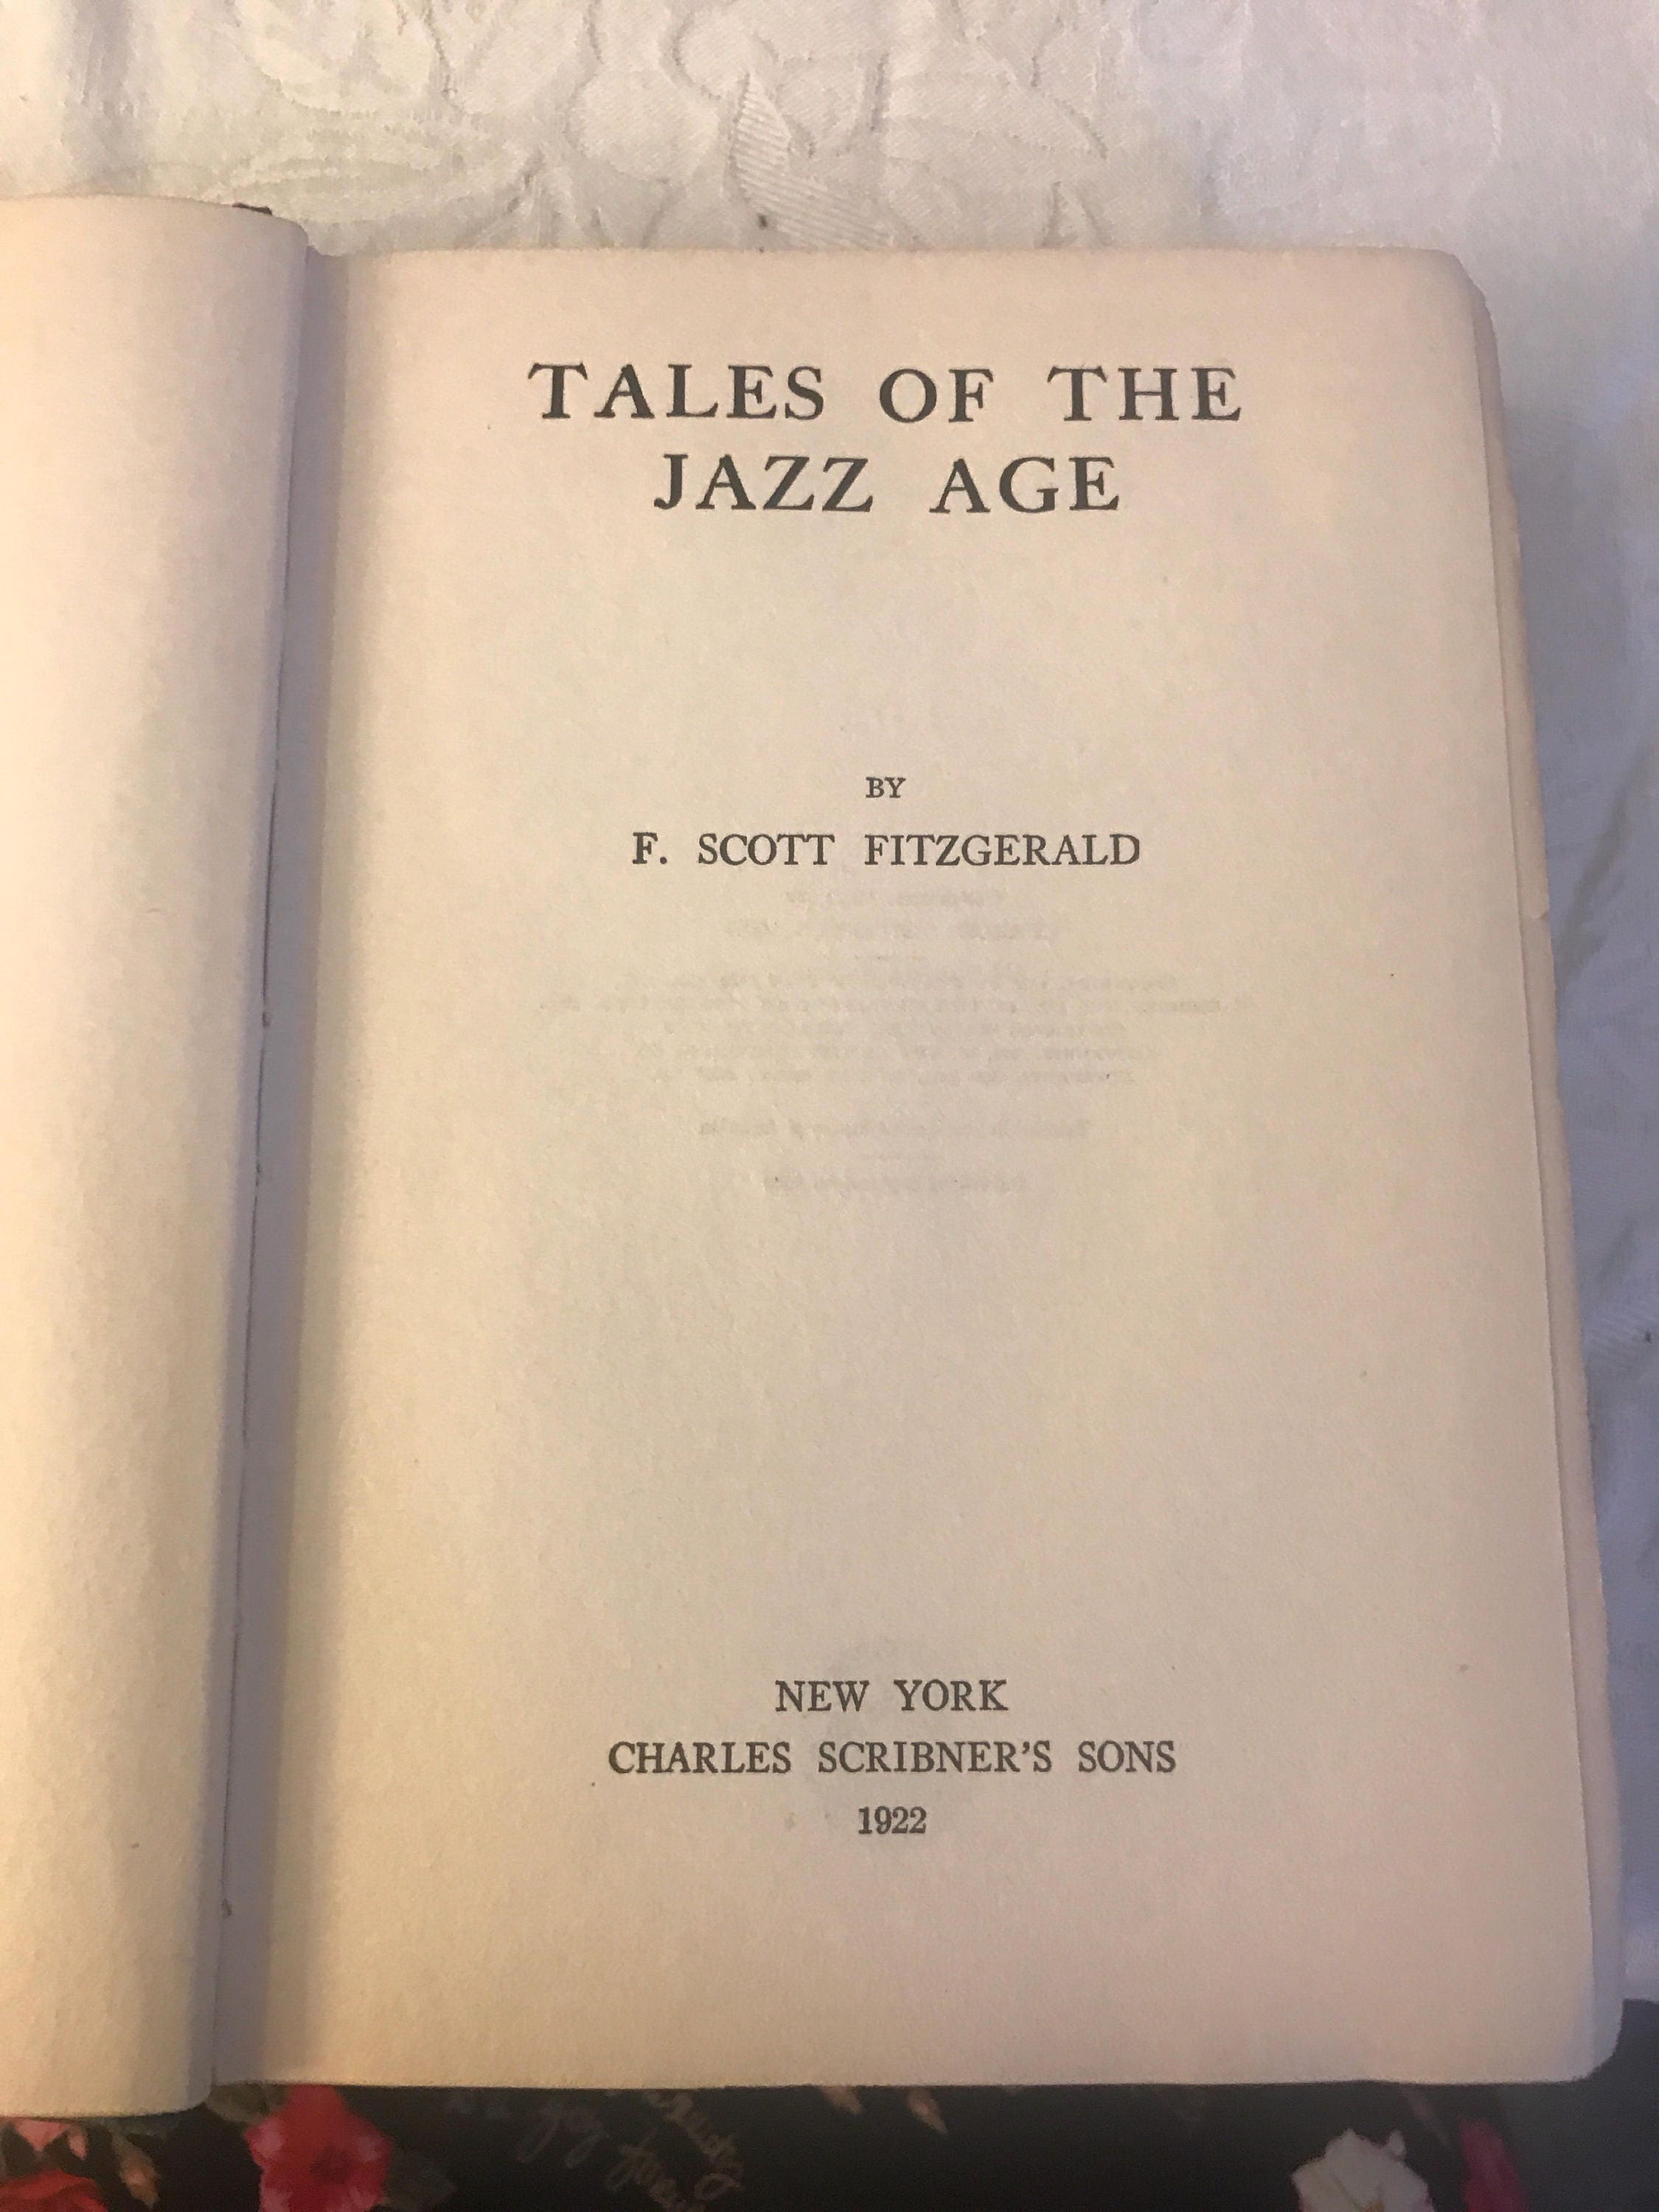 TALES OF THE
JAZZ AGE
BY
F. SCOTT FITZGERALD
NEW YORK
CHARLES SCRIBNER'S SONS
1922